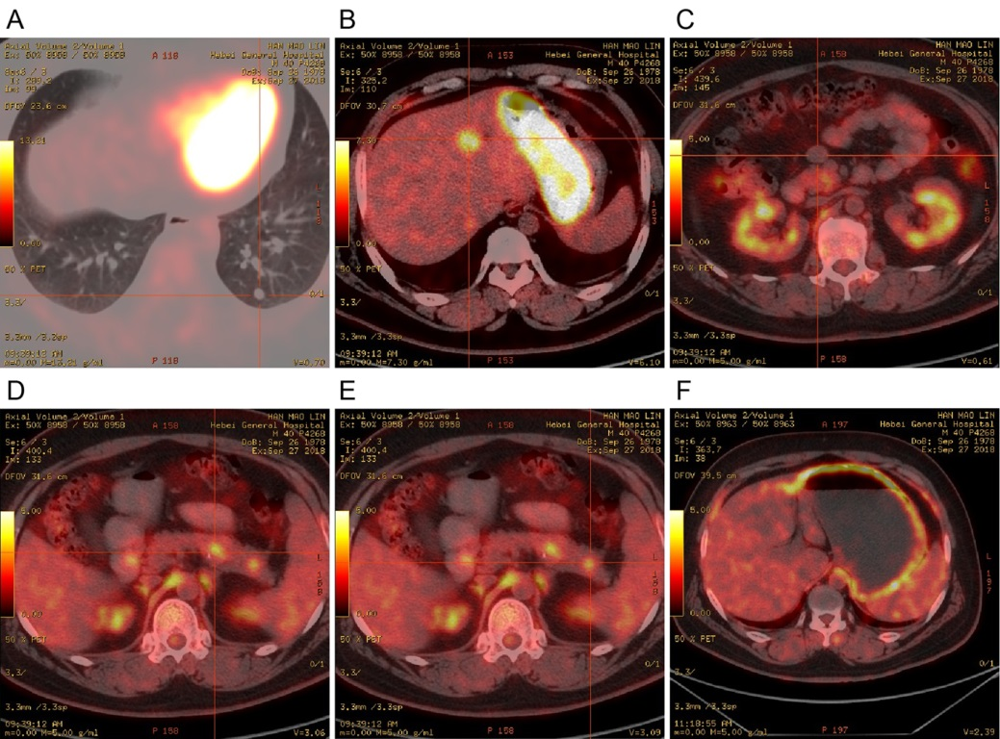 A
Axial Volume 2/Volume 1
Ex: 50% 8958 / 50% 8958
Se:6 / 3
DFOV 23.6 cm
A 118
HAN MAO LIN
Hebei General Hospital
M 40 P4268
DoB: Sep 26 1978
Ex:Sep 27 2018
13.21
0.00
50 % PET
3.3/
3.3mm /3.3sp
09:39:12 AM
m=0.00 M=13.21 g/ml
L
0/1
V=0.70
B
Axial Volume 2/Volume 1
Ex: 50% 8958 / 50% 8958
Se:6 / 3
I: 325.2
Im: 110
DFOV 30.7 cm
A 153
HAN MAO LIN
Hebei General Hospital
M 40 P4268
DoB: Sep 26 1978
Ex:Sep 27 2018
7.30
0.00
50 % PET
3.3/
3.3mm /3.3sp
09:39:12 AM
m=0.00 M=7.30 g/ml
P 153
L
153
0/1
V=6.10
C
Axial Volume 2/Volume 1
Ex: 50% 8958 / 50% 8958
Se:6 / 3
I: 439.6
Im: 145
DFOV 31.6 cm
A 158
HAN MAO LIN
Hebei General Hospital
M 40 P4268
DoB: Sep 26 1978
Ex:Sep 27 2018
5.00
0.00
50 % PET
3.3/
3.3mm /3.3sp
09:39:12 AM
m=0.00 M=5.00 g/ml
P 158
L
158
0/1
V=0.61
D
Axial Volume 2/Volume 1
Ex: 50% 8958 / 50% 8958
Se:6 / 3
I: 400.4
Im: 133
DFOV 31.6 cm
A 158
HAN MAO LIN
Hebei General Hospital
M 40 P4268
DoB: Sep 26 1978
Ex:Sep 27 2018
5.00
0.00
50 % PET
3.3/
3.3mm /3.3sp
09:39:12 AM
m=0.00 M=5.00 g/ml
P 158
L
158
0/1
V=3.06
E
Axial Volume 2/Volume 1
Ex: 50% 8958 / 50% 8958
Se:6 / 3
I: 400.4
Im: 133
DFOV 31.6 cm
A 158
HAN MAO LIN
Hebei General Hospital
M 40 P4268
DoB: Sep 26 1978
Ex:Sep 27 2018
5.00
0.00
50 % PET
3.3/
3.3mm /3.3sp
09:39:12 AM
m=0.00 M=5.00 g/ml
P 158
L
158
0/1
V=3.09
F
Axial Volume 2/Volume 1
Ex: 50% 8963 / 50% 8963
Se:6 / 3
I: 363.7
Im: 38
DFOV 39.5 cm
A 197
HAN MAO LIN
Hebei General Hospital
M 40 P4268
DoB: Sep 26 1978
Ex:Sep 27 2018
5.00
0.00
50 % PET
3.3/
3.3mm /3.3sp
11:18:55 AM
m=0.00 M=5.00 g/ml
P 197
L
197
0/1
V=2.39